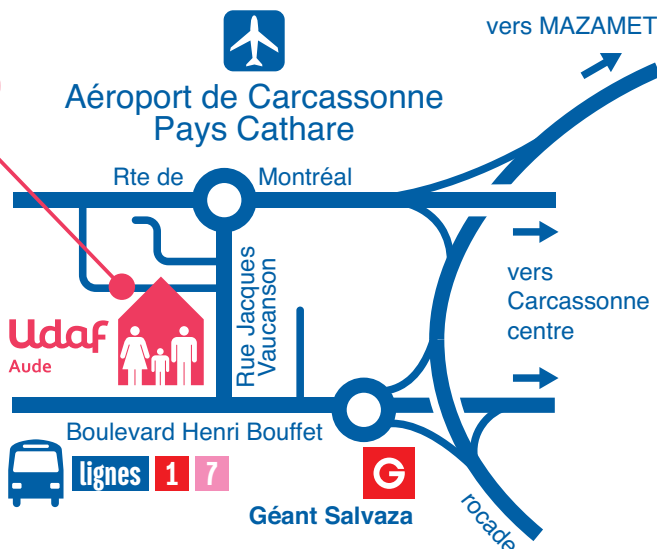 vers MAZAMET
Aéroport de Carcassonne
Pays Cathare
Rte de Montréal
Rue Jacques
Vaucanson
vers
Carcassonne
centre
Udaf
Aude
Boulevard Henri Bouffet
lignes 1 7
G
Géant Salvaza
rocade